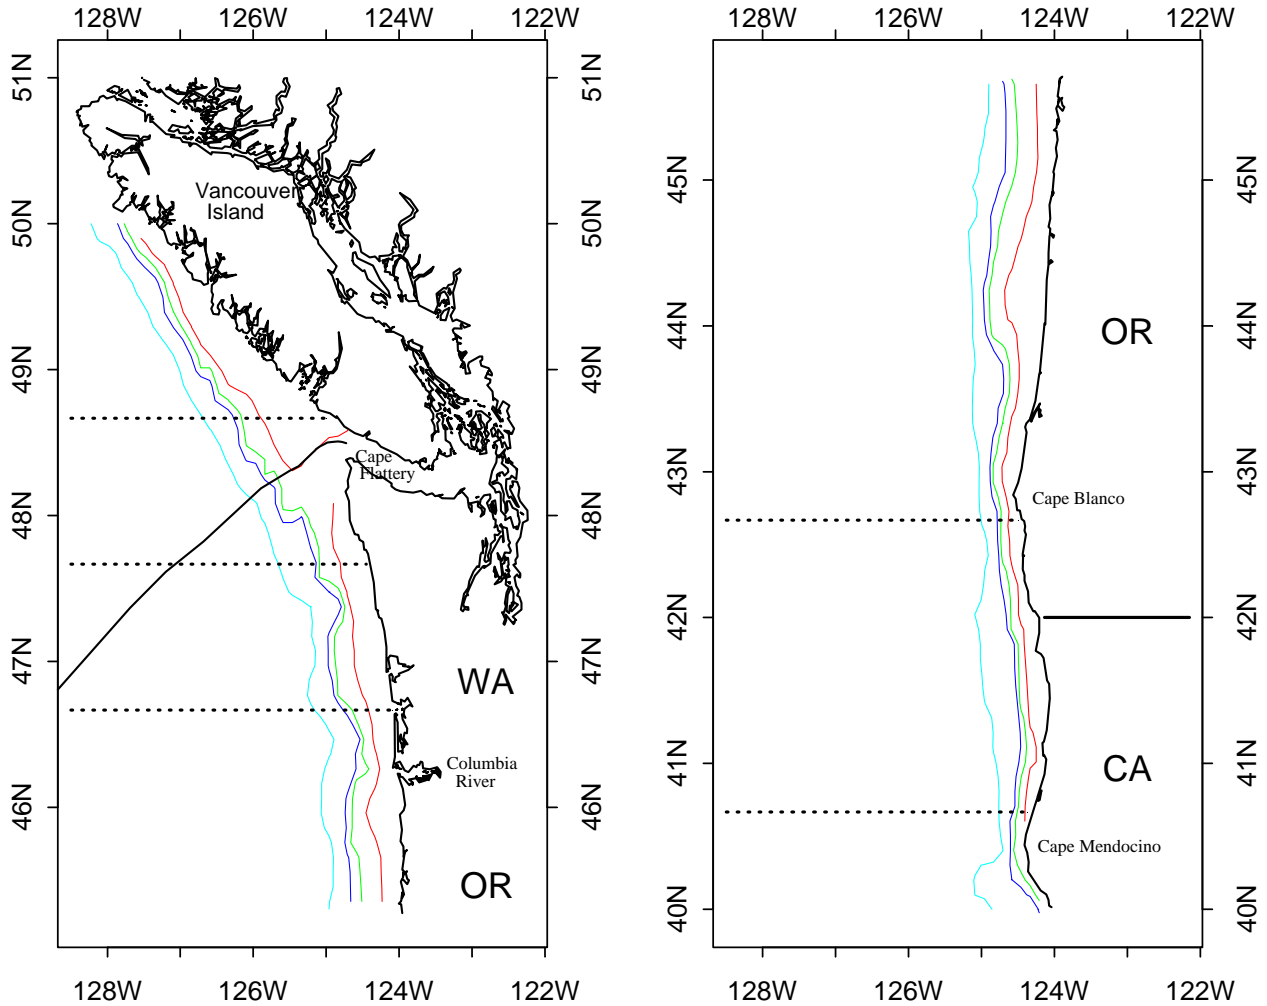 128W 126W 124W 122W
128W 126W 124W 122W
51N
50N
49N
48N
47N
46N
Vancouver
Island
Cape
Flattery
WA
Columbia
River
OR
51N
50N
49N
48N
47N
46N
128W 126W 124W 122W
45N
44N
43N
42N
41N
40N
OR
Cape Blanco
CA
Cape Mendocino
45N
44N
43N
42N
41N
40N
128W 126W 124W 122W